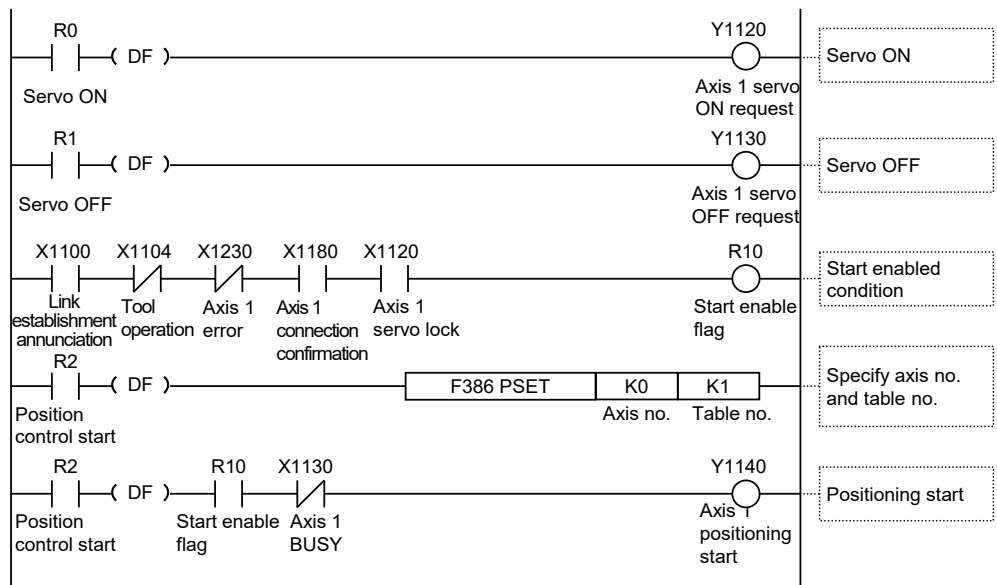 R0 Y1120
( DF ) Servo ON
Servo ON Axis 1 servo
ON request
R1 Y1130
( DF ) Servo OFF
Servo OFF Axis 1 servo
OFF request
X1100 X1104 X1230 X1180 X1120 R10
Start enabled
condition
Link Tool Axis 1 Axis 1 Axis 1 Start enable
establishment operation error connection servo lock flag
annunciation confirmation
R2
( DF ) F386 PSET K0 K1 Specify axis no.
and table no.
Position Axis no. Table no.
control start
R2 R10 X1130 Y1140
( DF ) Positioning start
Position Start enable Axis 1 Axis 1
control start flag BUSY positioning
start